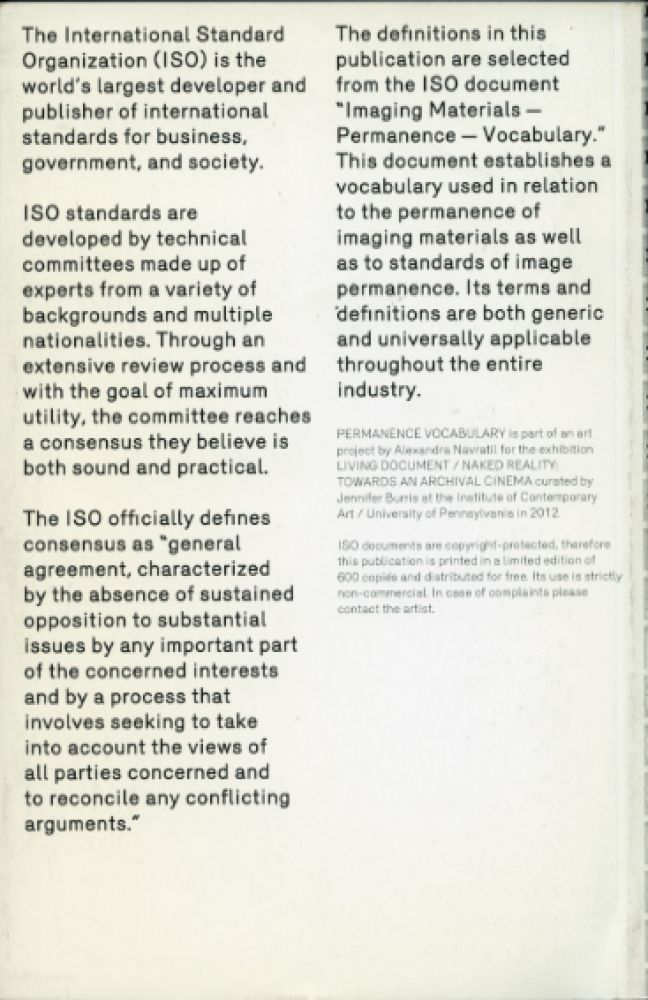 The International Standard
Organization (ISO) is the
world's largest developer and
publisher of international
standards for business,
government, and society.
ISO standards are
developed by technical
committees made up of
experts from a variety of
backgrounds and multiple
nationalities. Through an
extensive review process and
with the goal of maximum
utility, the committee reaches
a consensus they believe is
both sound and practical.
The ISO officially defines
consensus as "general
agreement, characterized
by the absence of sustained
opposition to substantial
issues by any important part
of the concerned interests
and by a process that
involves seeking to take
into account the views of
all parties concerned and
to reconcile any conflicting
arguments."
The definitions in this
publication are selected
from the ISO document
"Imaging Materials —
Permanence — Vocabulary."
This document establishes a
vocabulary used in relation
to the permanence of
imaging materials as well
as to standards of image
permanence. Its terms and
definitions are both generic
and universally applicable
throughout the entire
industry.
PERMANENCE VOCABULARY is part of an art
project by Alexandra Navratil for the exhibition
LIVING DOCUMENT / NAKED REALITY:
TOWARDS AN ARCHIVAL CINEMA curated by
Jennifer Burris at the Institute of Contemporary
Art / University of Pennsylvania in 2012.
ISO documents are copyright-protected, therefore
this publication is printed in a limited edition of
600 copies and distributed for free. Its use is strictly
non-commercial. In case of complaints please
contact the artist.